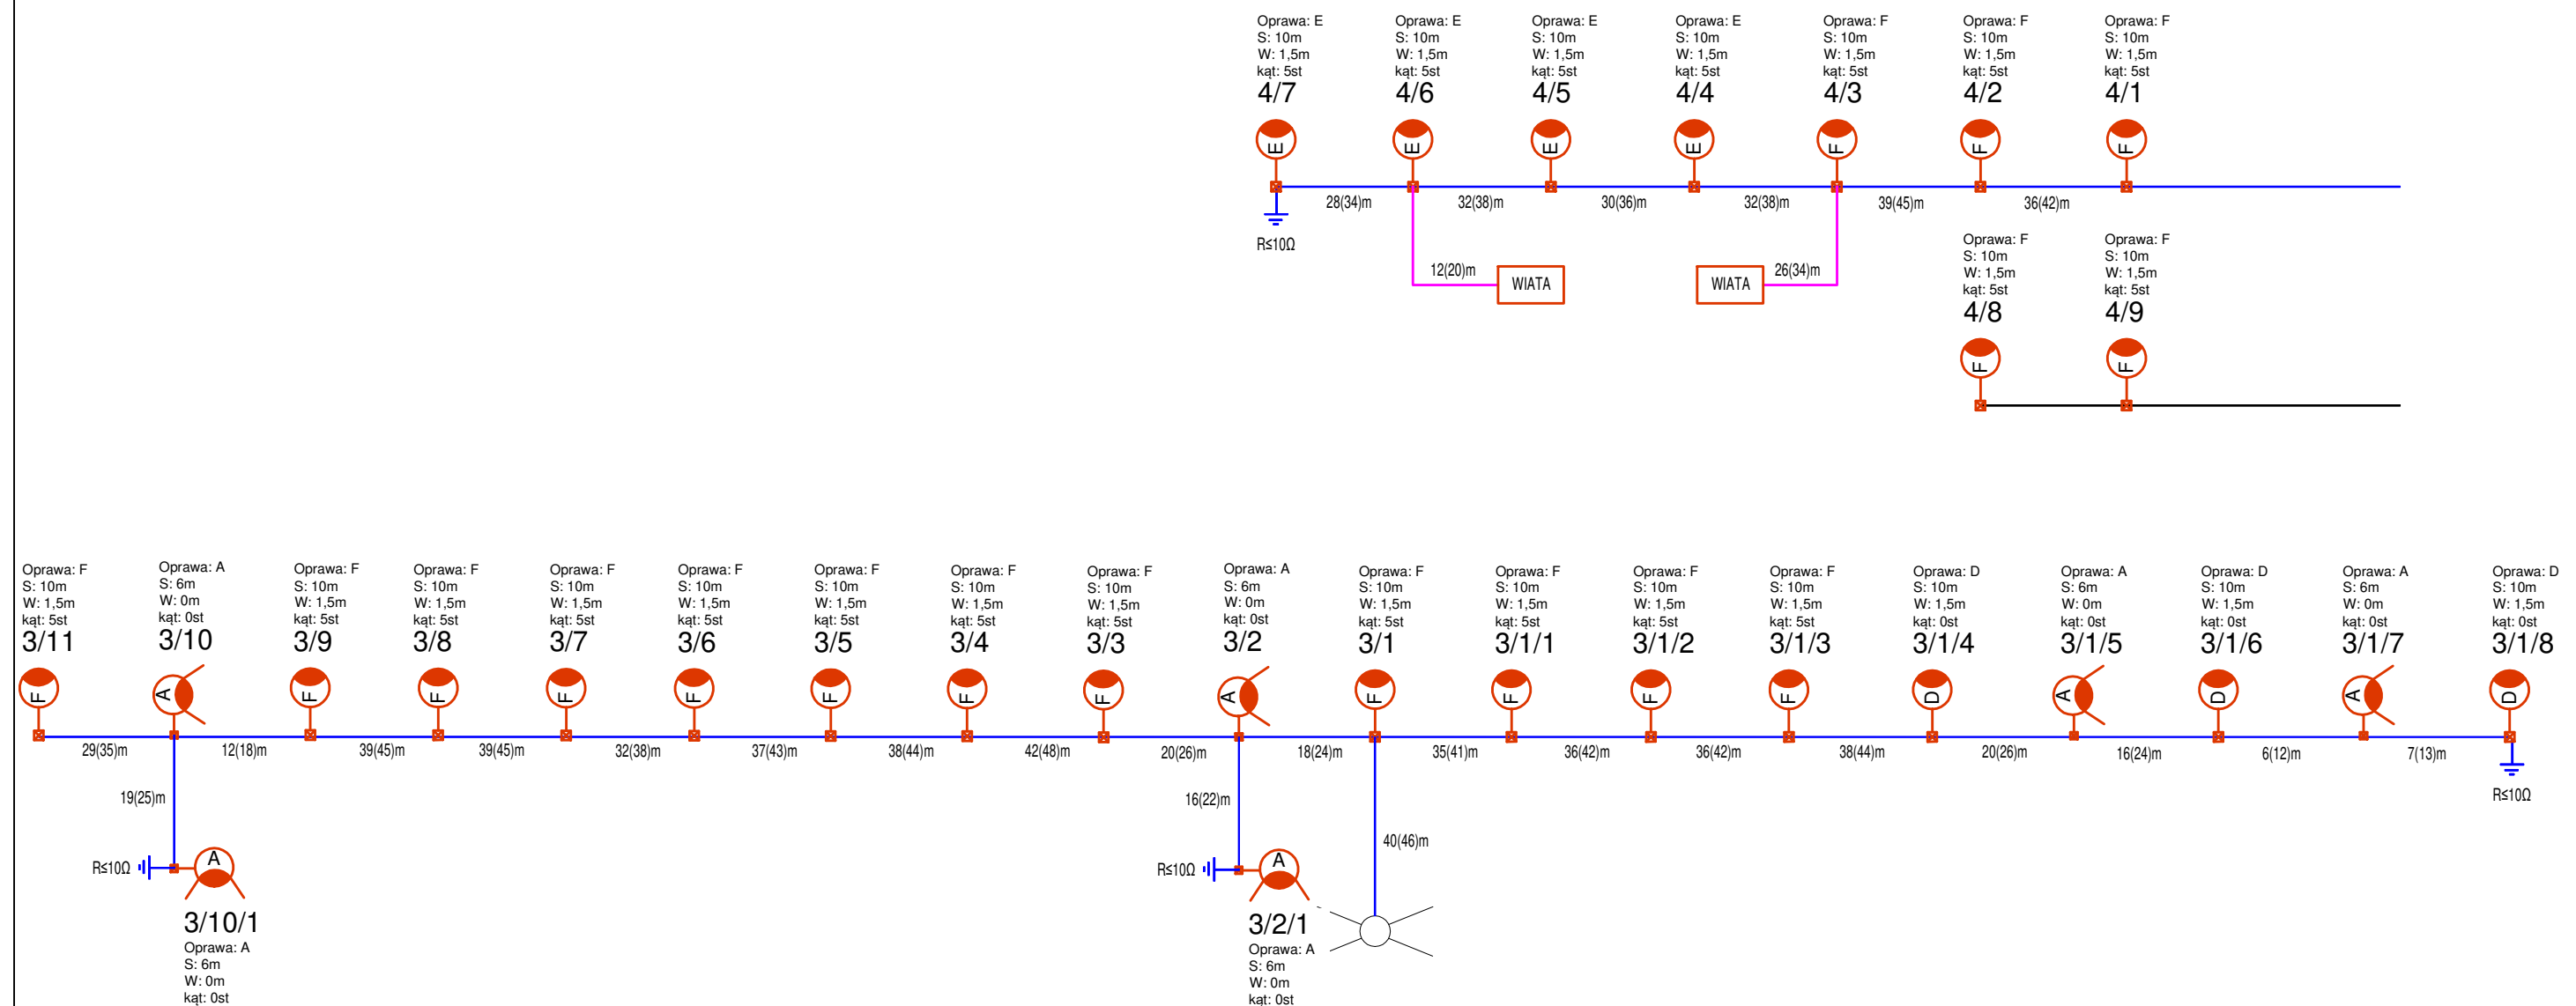 Oprawa: E
S: 10m
W: 1,5m
kąt: 5st
4/7
E
Oprawa: E
S: 10m
W: 1,5m
kąt: 5st
4/6
E
Oprawa: E
S: 10m
W: 1,5m
kąt: 5st
4/5
E
Oprawa: E
S: 10m
W: 1,5m
kąt: 5st
4/4
E
Oprawa: F
S: 10m
W: 1,5m
kąt: 5st
4/3
F
Oprawa: F
S: 10m
W: 1,5m
kąt: 5st
4/2
F
Oprawa: F
S: 10m
W: 1,5m
kąt: 5st
4/1
F
28(34)m
32(38)m
30(36)m
32(38)m
39(45)m
36(42)m
R≤10Ω
12(20)m
WIATA
WIATA
26(34)m
Oprawa: F
S: 10m
W: 1,5m
kąt: 5st
4/8
F
Oprawa: F
S: 10m
W: 1,5m
kąt: 5st
4/9
F
Oprawa: F
S: 10m
W: 1,5m
kąt: 5st
3/11
F
Oprawa: A
S: 6m
W: 0m
kąt: 0st
3/10
A
Oprawa: F
S: 10m
W: 1,5m
kąt: 5st
3/9
F
Oprawa: F
S: 10m
W: 1,5m
kąt: 5st
3/8
F
Oprawa: F
S: 10m
W: 1,5m
kąt: 5st
3/7
F
Oprawa: F
S: 10m
W: 1,5m
kąt: 5st
3/6
F
Oprawa: F
S: 10m
W: 1,5m
kąt: 5st
3/5
F
Oprawa: F
S: 10m
W: 1,5m
kąt: 5st
3/4
F
Oprawa: F
S: 10m
W: 1,5m
kąt: 5st
3/3
F
Oprawa: A
S: 6m
W: 0m
kąt: 0st
3/2
A
Oprawa: F
S: 10m
W: 1,5m
kąt: 5st
3/1
F
Oprawa: F
S: 10m
W: 1,5m
kąt: 5st
3/1/1
F
Oprawa: F
S: 10m
W: 1,5m
kąt: 5st
3/1/2
F
Oprawa: F
S: 10m
W: 1,5m
kąt: 5st
3/1/3
F
Oprawa: D
S: 10m
W: 1,5m
kąt: 0st
3/1/4
D
Oprawa: A
S: 6m
W: 0m
kąt: 0st
3/1/5
A
Oprawa: D
S: 10m
W: 1,5m
kąt: 0st
3/1/6
D
Oprawa: A
S: 6m
W: 0m
kąt: 0st
3/1/7
A
Oprawa: D
S: 10m
W: 1,5m
kąt: 0st
3/1/8
D
29(35)m
12(18)m
39(45)m
39(45)m
32(38)m
37(43)m
38(44)m
42(48)m
20(26)m
18(24)m
35(41)m
36(42)m
36(42)m
38(44)m
20(26)m
16(24)m
6(12)m
7(13)m
19(25)m
16(22)m
40(46)m
R≤10Ω
R≤10Ω
A
3/10/1
Oprawa: A
S: 6m
W: 0m
kąt: 0st
R≤10Ω
A
3/2/1
Oprawa: A
S: 6m
W: 0m
kąt: 0st